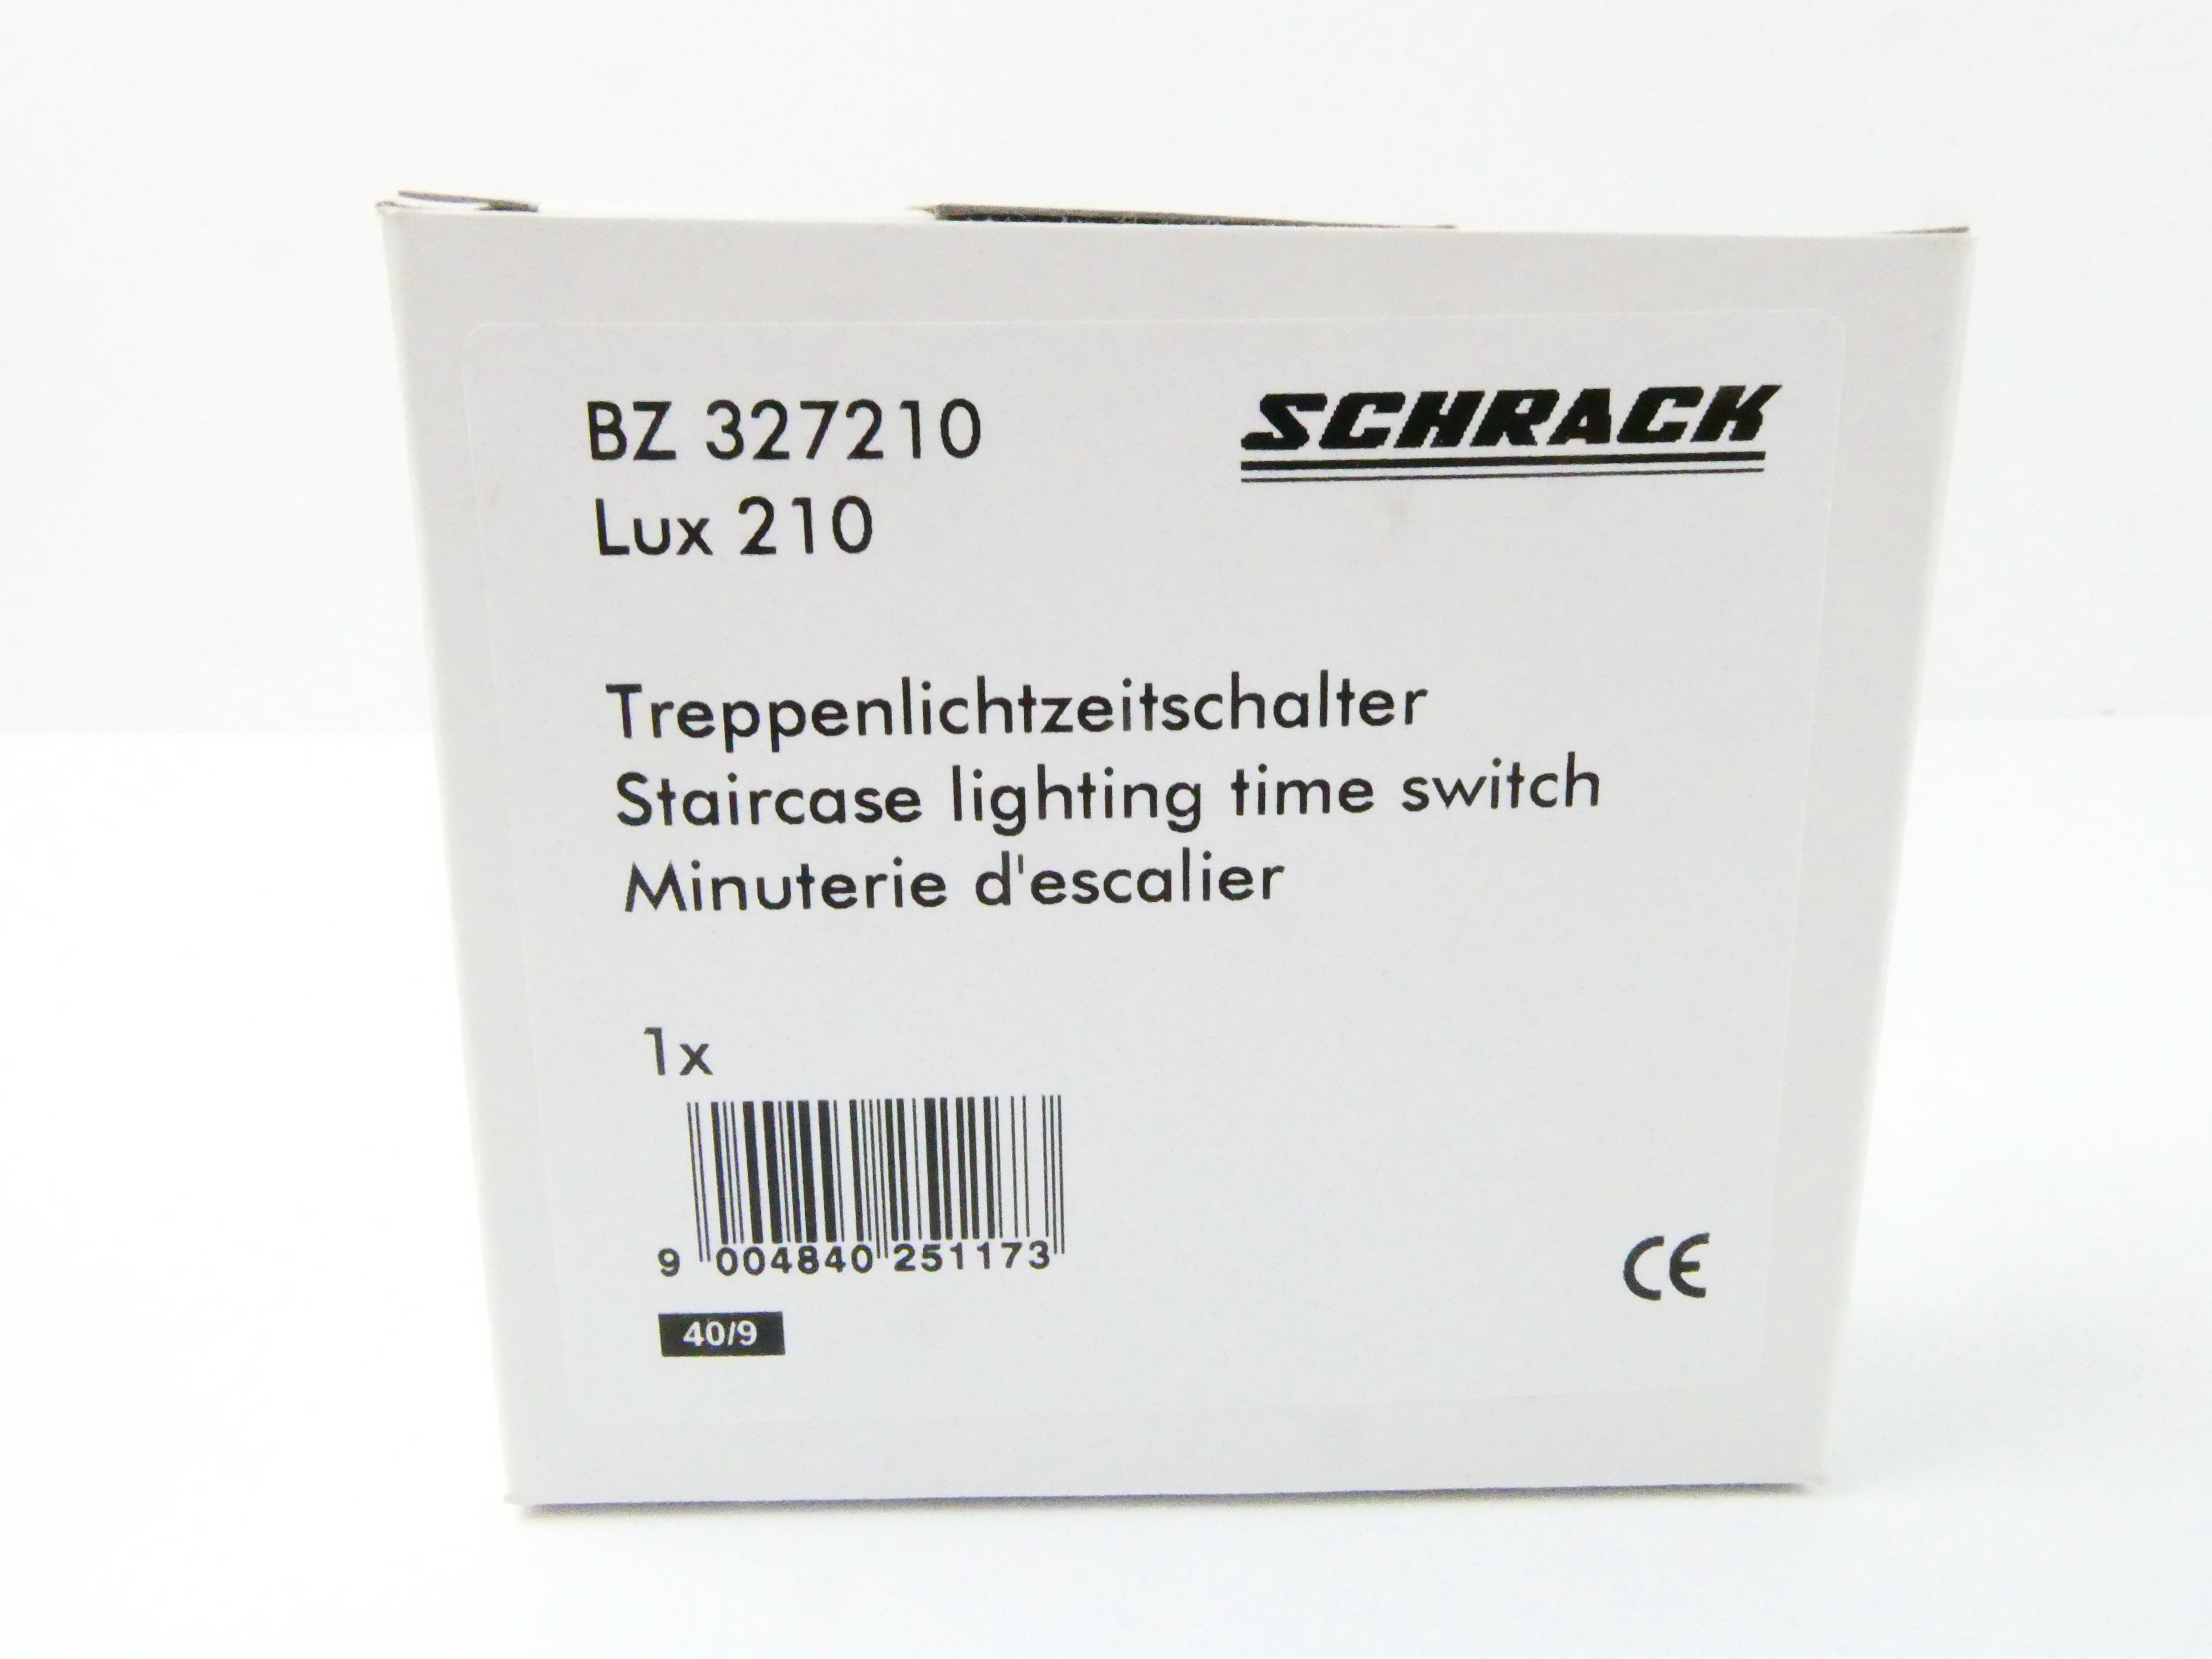 BZ 327210
SCHRACK
Lux 210
Treppenlichtzeitschalter
Staircase lighting time switch
Minuterie d'escalier
1x
9 004840 251173
40/9
CE